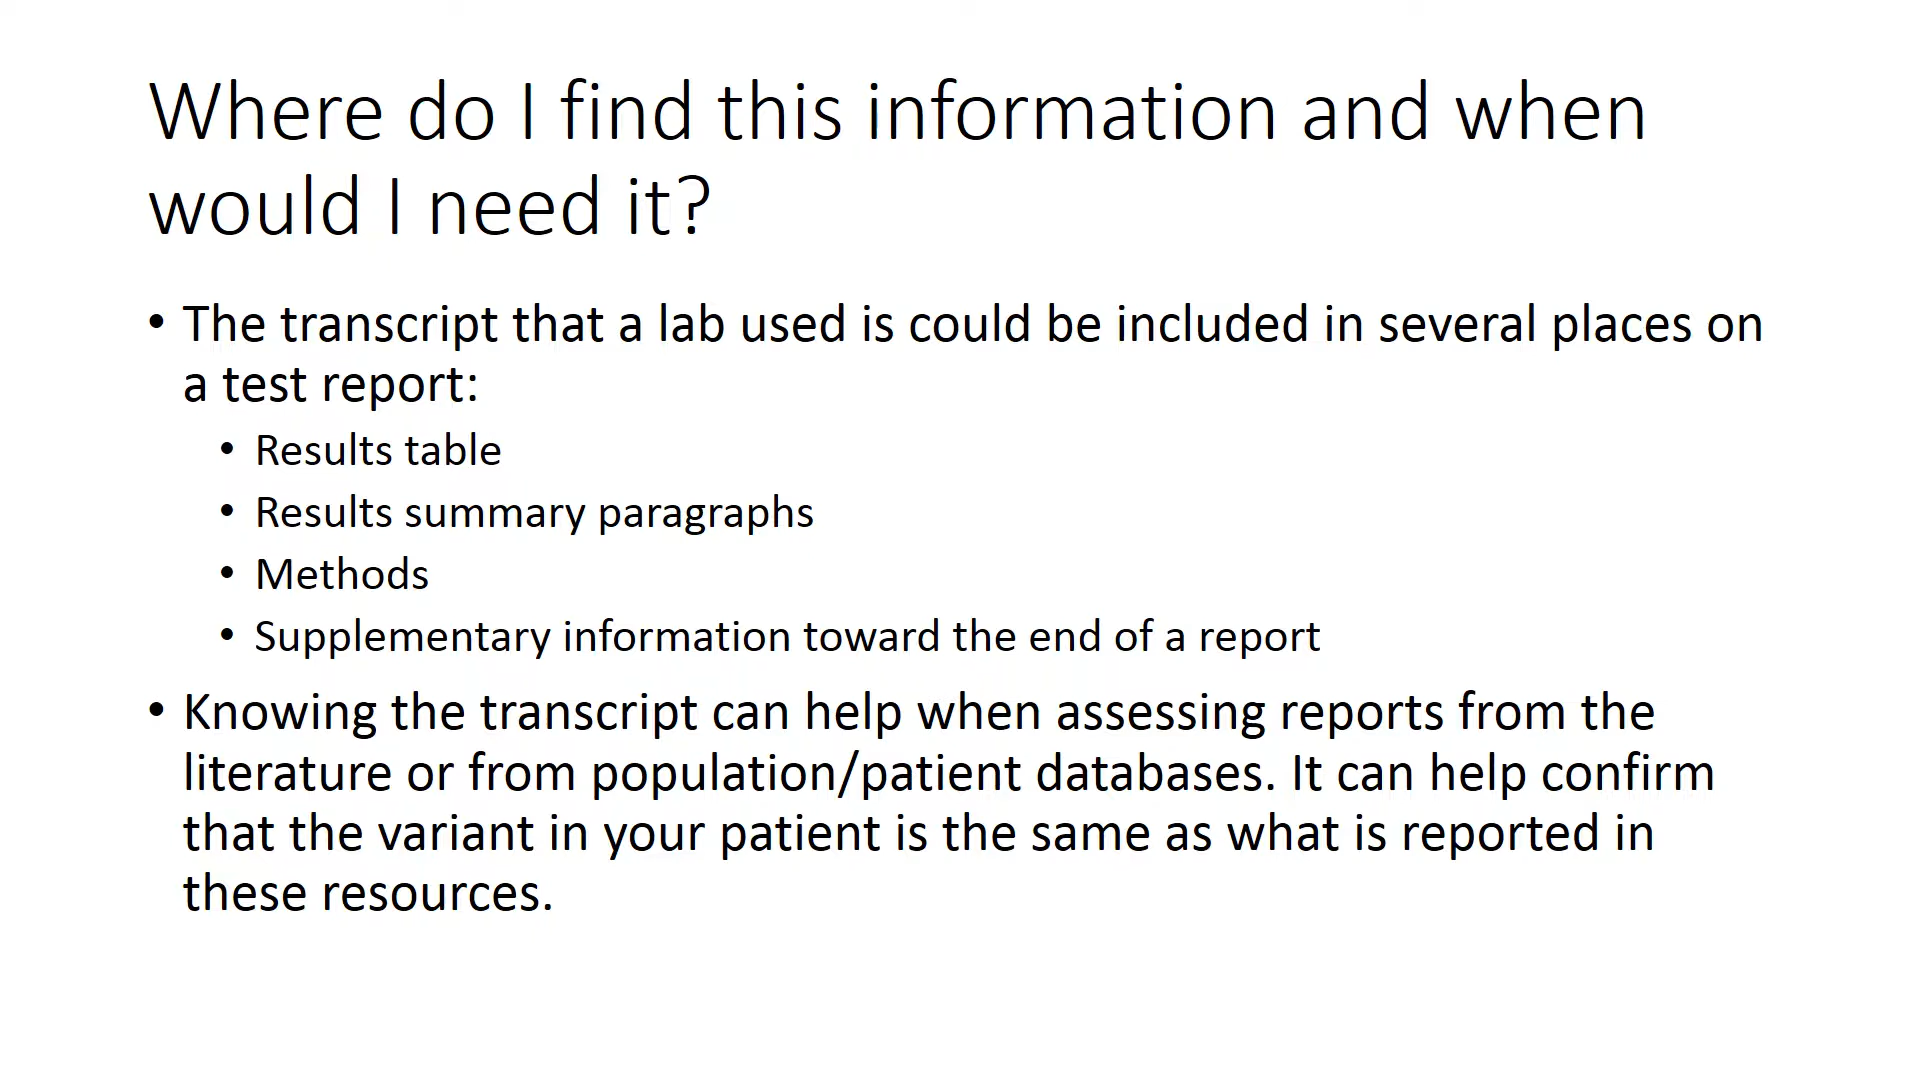 Where do I find this information and when
would I need it?
• The transcript that a lab used is could be included in several places on
a test report:
• Results table
• Results summary paragraphs
• Methods
• Supplementary information toward the end of a report
• Knowing the transcript can help when assessing reports from the
literature or from population/patient databases. It can help confirm
that the variant in your patient is the same as what is reported in
these resources.